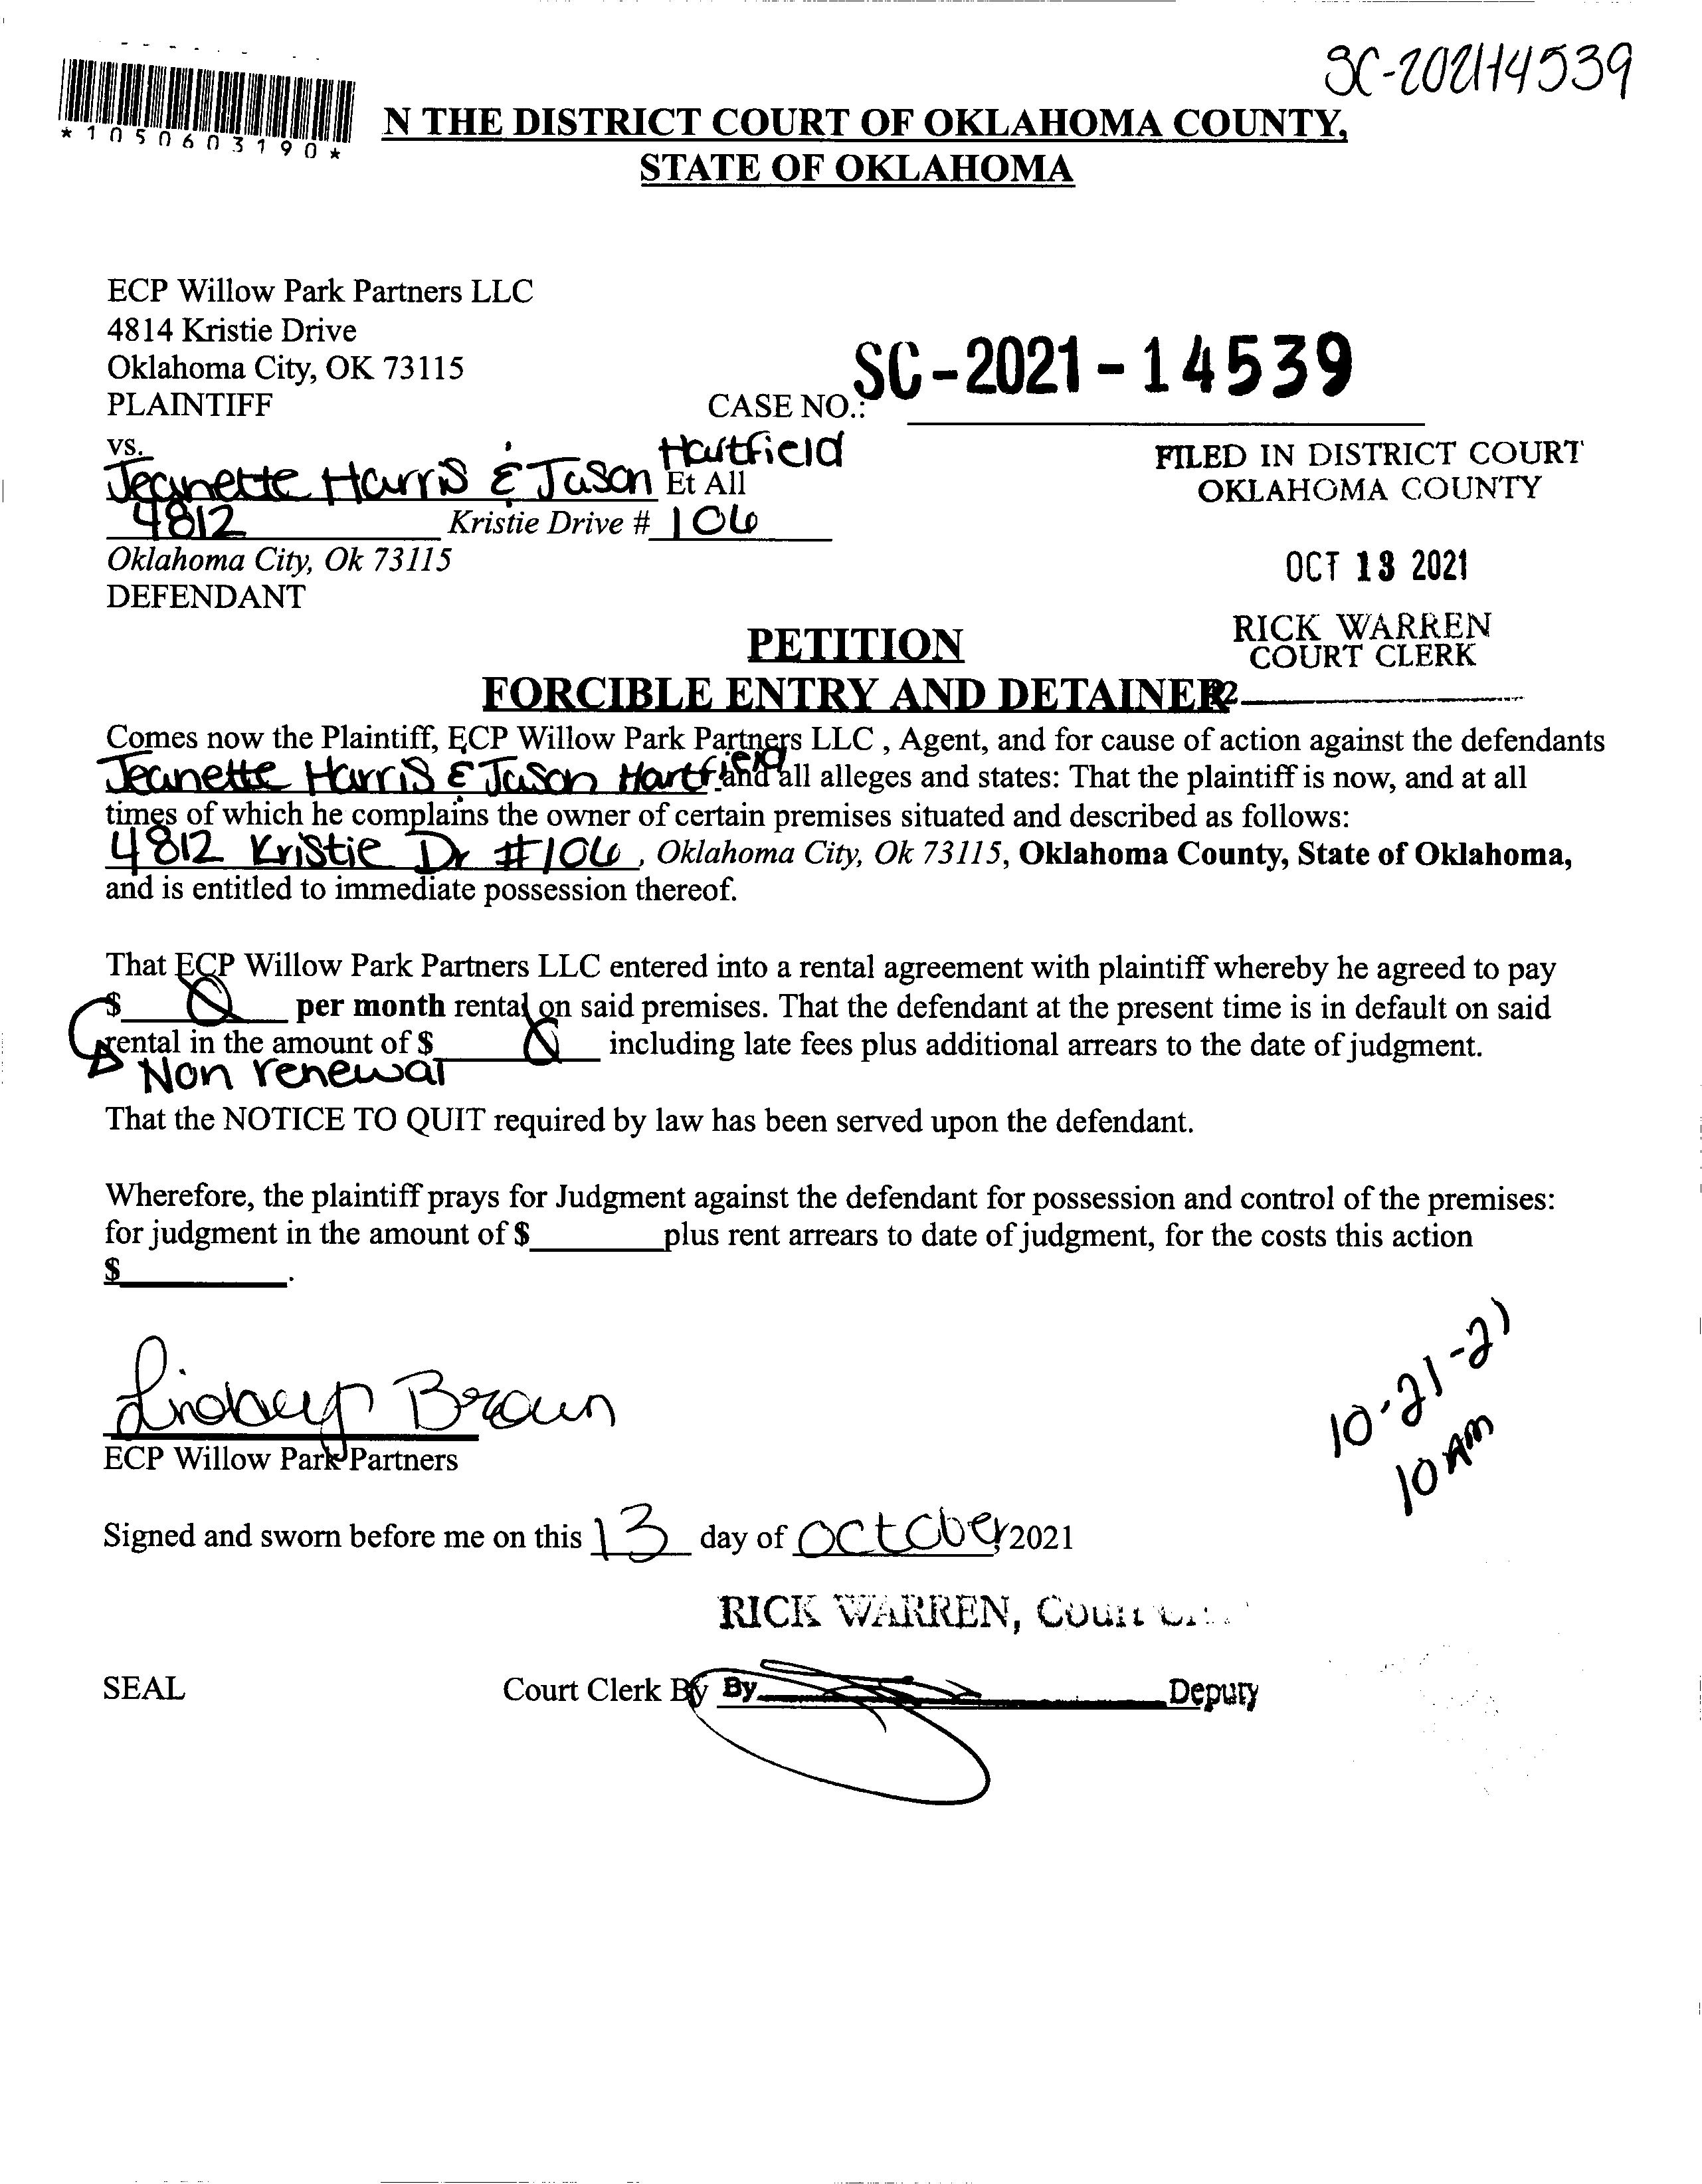 SC-2021-14539
*1050603190*
N THE DISTRICT COURT OF OKLAHOMA COUNTY,
STATE OF OKLAHOMA
ECP Willow Park Partners LLC
4814 Kristie Drive
Oklahoma City, OK 73115
PLAINTIFF
CASE NO.: SC-2021-14539
vs.
Jeanette Harris & Jason Hartfield Et All
4812 Kristie Drive # 106
Oklahoma City, Ok 73115
DEFENDANT
FILED IN DISTRICT COURT
OKLAHOMA COUNTY
OCT 13 2021
RICK WARREN
COURT CLERK
PETITION
FORCIBLE ENTRY AND DETAINER
Comes now the Plaintiff, ECP Willow Park Partners LLC , Agent, and for cause of action against the defendants
Jeanette Harris & Jason Hartfield and all alleges and states: That the plaintiff is now, and at all
times of which he complains the owner of certain premises situated and described as follows:
4812 Kristie Dr #106, Oklahoma City, Ok 73115, Oklahoma County, State of Oklahoma,
and is entitled to immediate possession thereof.
That ECP Willow Park Partners LLC entered into a rental agreement with plaintiff whereby he agreed to pay
$ 0 per month rental on said premises. That the defendant at the present time is in default on said
rental in the amount of $ 0 including late fees plus additional arrears to the date of judgment.
Non renewal
That the NOTICE TO QUIT required by law has been served upon the defendant.
Wherefore, the plaintiff prays for Judgment against the defendant for possession and control of the premises:
for judgment in the amount of $ plus rent arrears to date of judgment, for the costs this action
$ .
Lindsey Brown
ECP Willow Park Partners
10-21-21
10 AM
Signed and sworn before me on this 13 day of October, 2021
RICK WARREN, Court
SEAL
Court Clerk By By Deputy